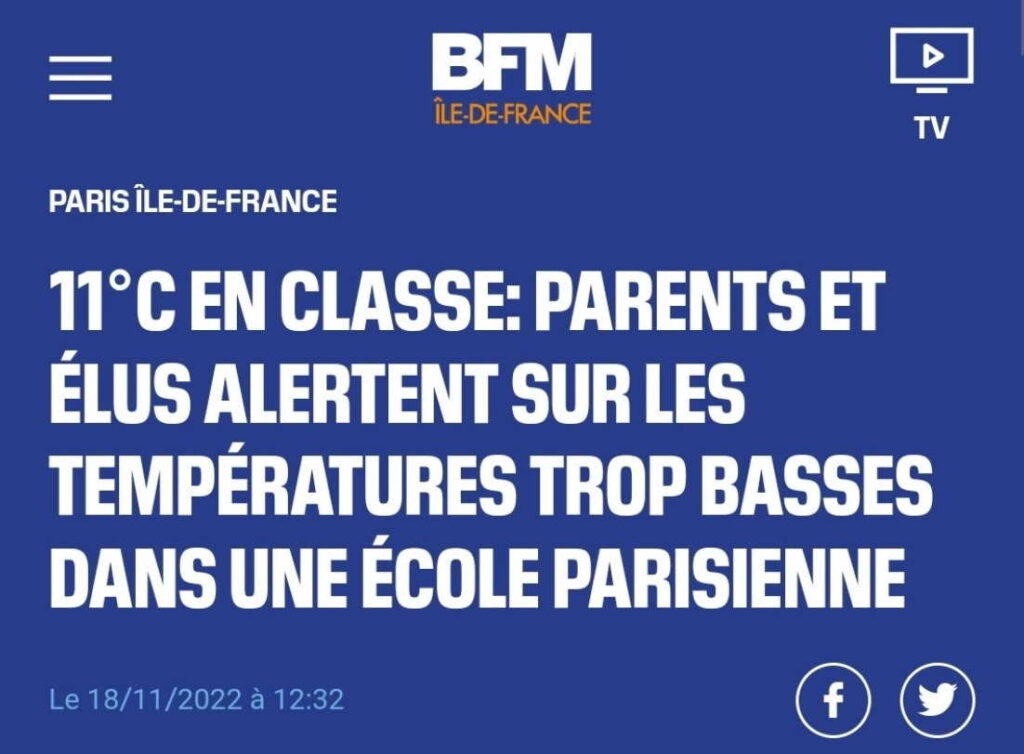 BFM
ÎLE-DE-FRANCE
TV
PARIS ÎLE-DE-FRANCE
11°C EN CLASSE: PARENTS ET
ÉLUS ALERTENT SUR LES
TEMPÉRATURES TROP BASSES
DANS UNE ÉCOLE PARISIENNE
Le 18/11/2022 à 12:32